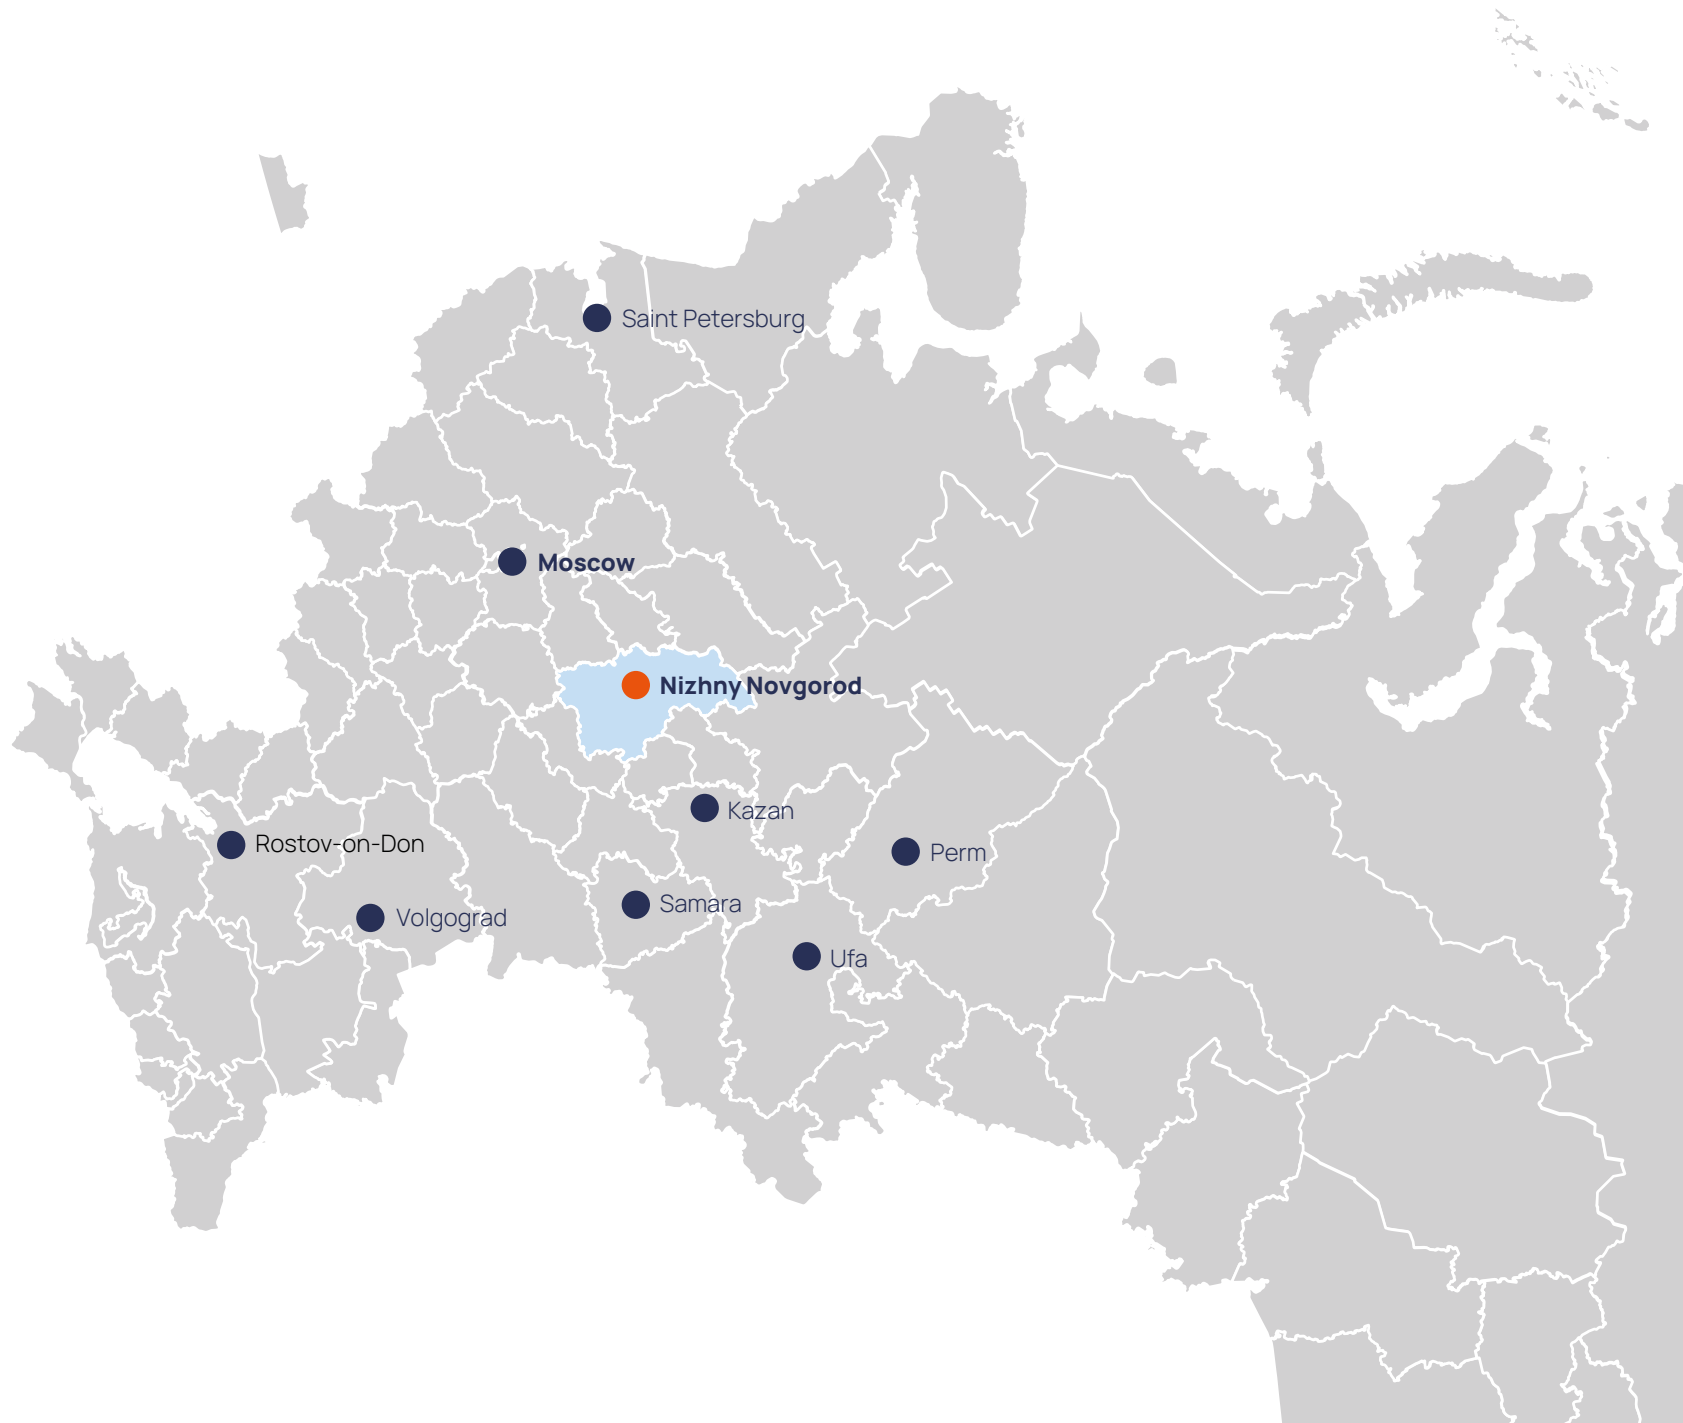 Saint Petersburg
Moscow
Nizhny Novgorod
Kazan
Rostov-on-Don
Perm
Samara
Volgograd
Ufa